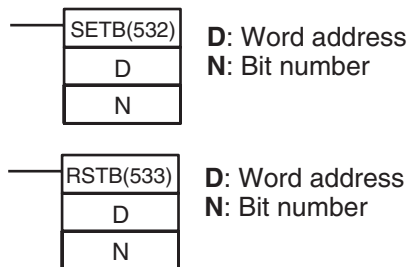 SETB(532)
D
N
D: Word address
N: Bit number
RSTB(533)
D
N
D: Word address
N: Bit number